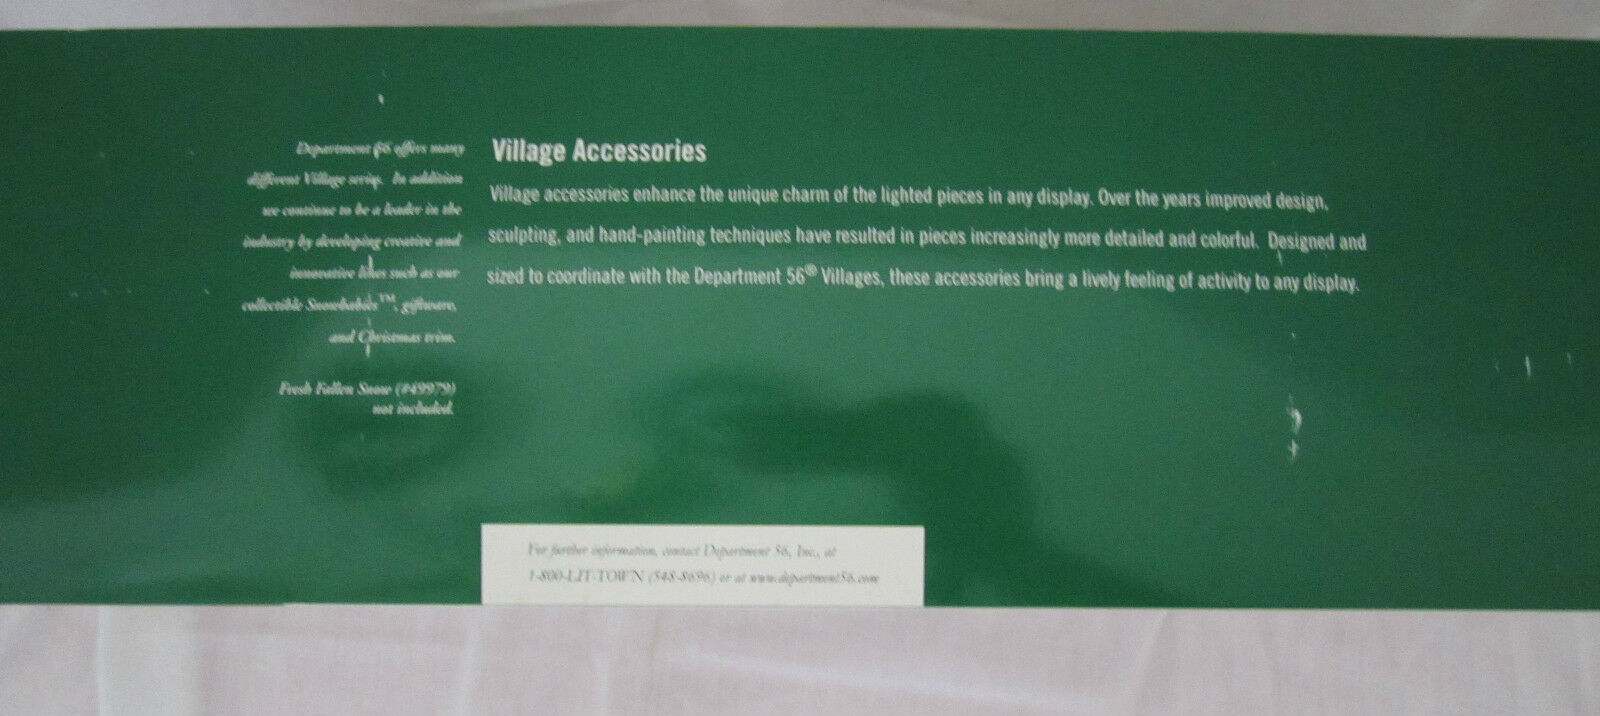 Department 56 offers many
different Village series. In addition
we continue to be a leader in the
industry by developing creative and
innovative lines such as our
collectible Snowbabies™, giftware,
and Christmas trim.
Fresh Fallen Snow (#49979)
not included.
Village Accessories
Village accessories enhance the unique charm of the lighted pieces in any display. Over the years improved design,
sculpting, and hand-painting techniques have resulted in pieces increasingly more detailed and colorful. Designed and
sized to coordinate with the Department 56® Villages, these accessories bring a lively feeling of activity to any display.
For further information, contact Department 56, Inc., at
1-800-LIT-TOWN (548-8696) or at www.department56.com